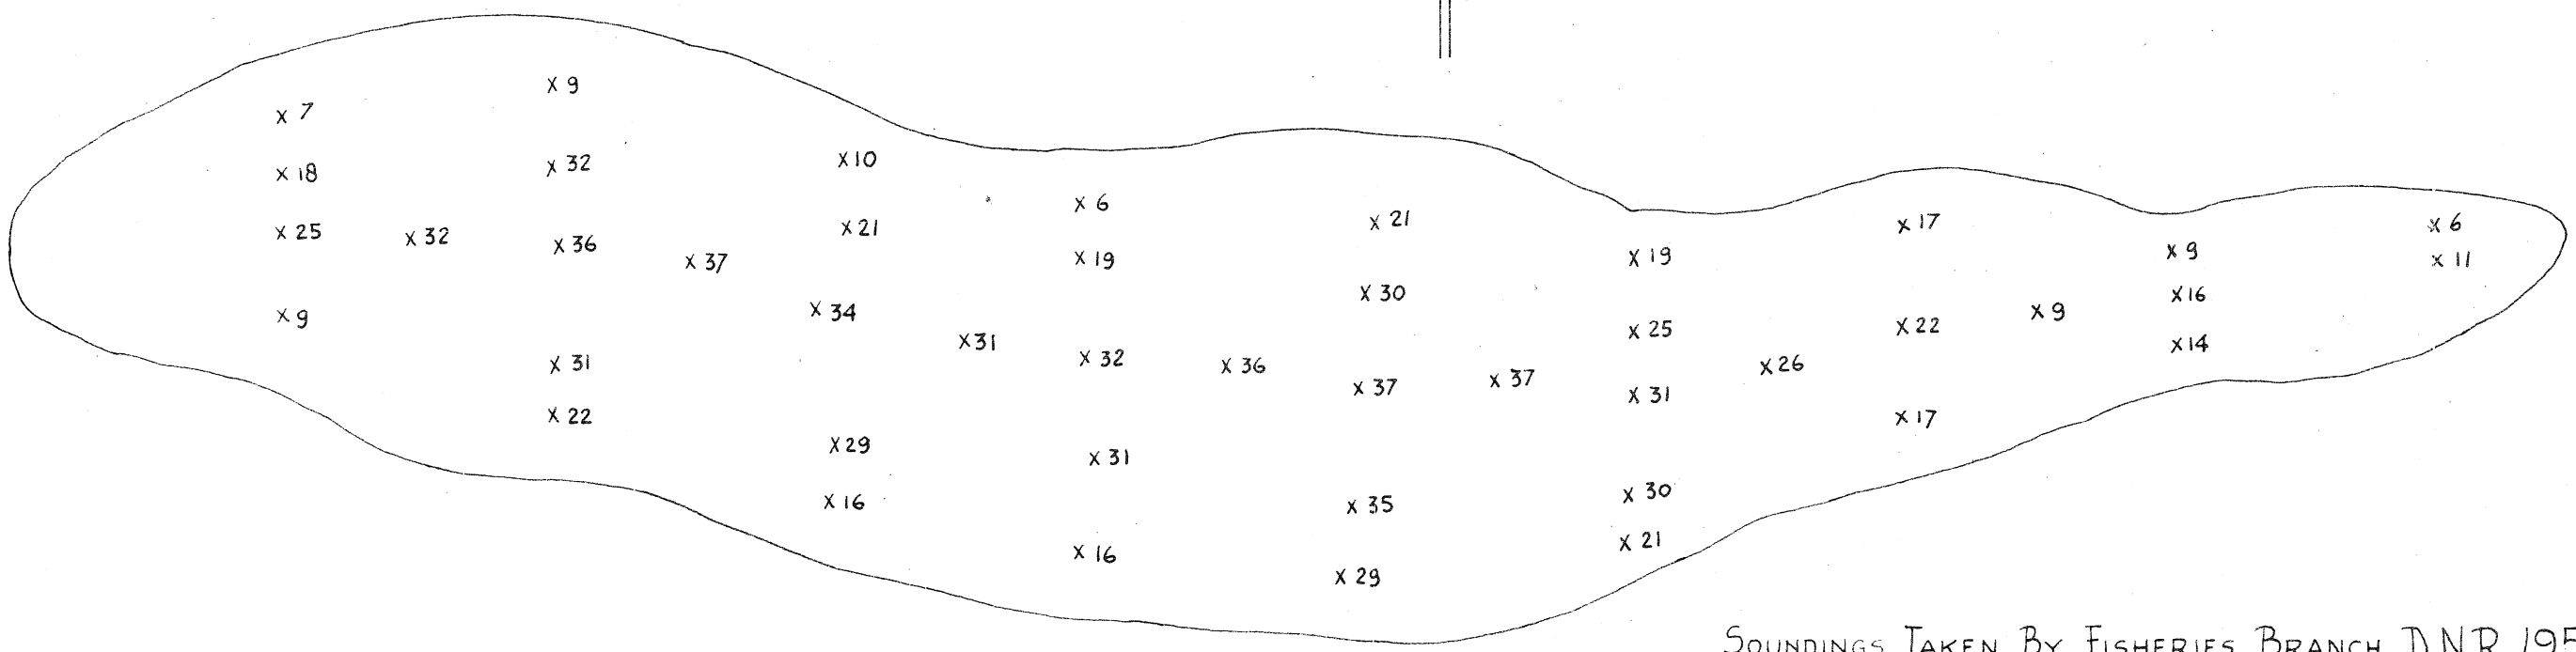 x 9
x 7
x 10
x 32
x 18
x 6
x 21
x 17
x 6
x 21
x 25
x 32
x 36
x 37
x 19
x 19
x 9
x 11
x 30
x 16
x 9
x 34
x 31
x 25
x 22
x 9
x 14
x 31
x 32
x 36
x 37
x 37
x 26
x 31
x 22
x 17
x 29
x 31
x 16
x 35
x 30
x 16
x 21
x 29
SOUNDINGS TAKEN BY FISHERIES BRANCH D.N.R. 195